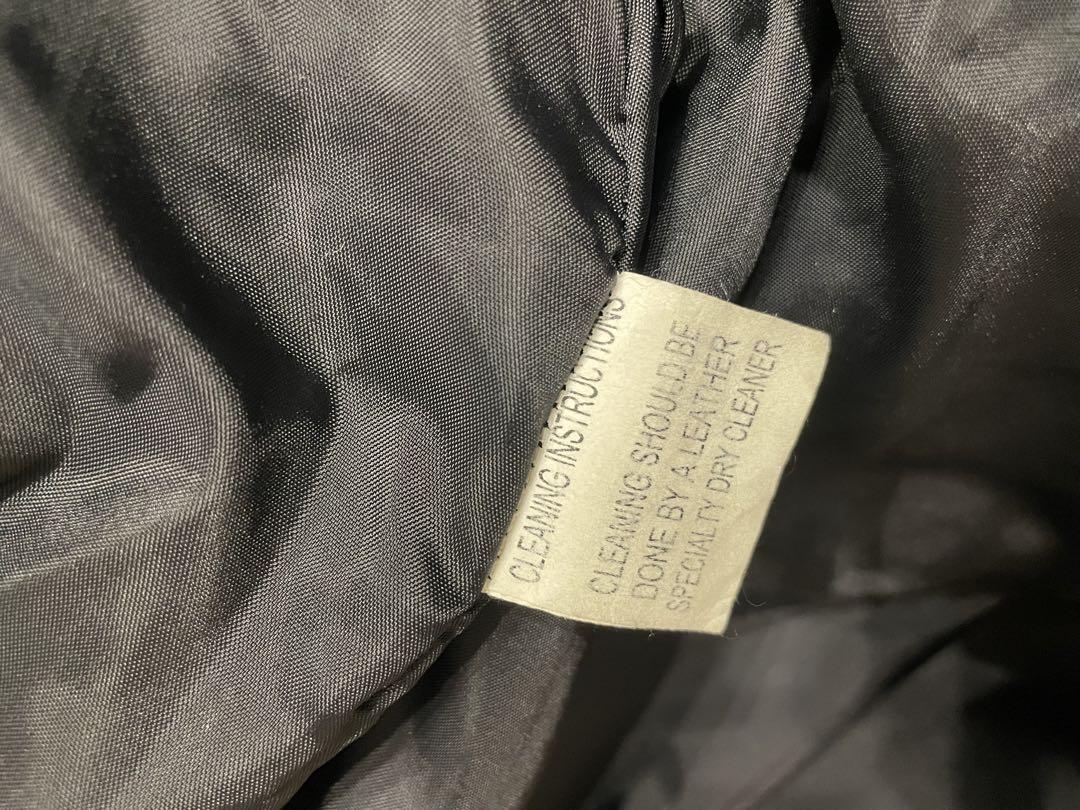 CLEANING INSTRUCTIONS
CLEANING SHOULD BE
DONE BY A LEATHER
SPECIALTY DRY CLEANER